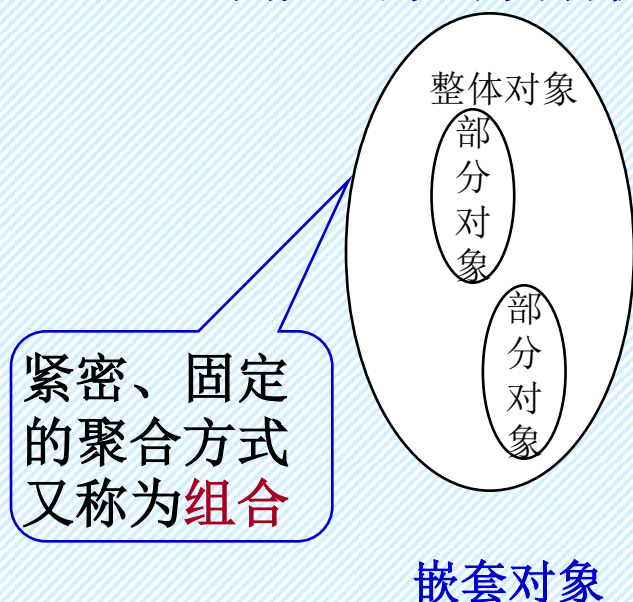 整体对象
部分对象
部分对象
紧密、固定
的聚合方式
又称为组合
嵌套对象